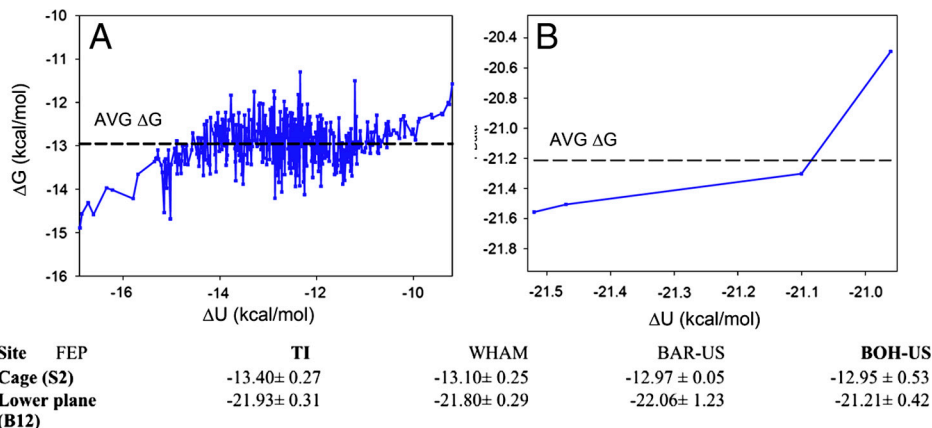 A
-10
-11
-12
-13
-14
-15
-16
ΔG (kcal/mol)
AVG ΔG
-16 -14 -12 -10
ΔU (kcal/mol)
B
-20.4
-20.6
-20.8
-21.0
-21.2
-21.4
-21.6
-21.8
AVG ΔG
-21.5 -21.4 -21.3 -21.2 -21.1 -21.0
ΔU (kcal/mol)
Site FEP TI WHAM BAR-US BOH-US
Cage (S2) -13.40± 0.27 -13.10± 0.25 -12.97 ± 0.05 -12.95 ± 0.53
Lower plane -21.93± 0.31 -21.80± 0.29 -22.06± 1.23 -21.21± 0.42
(B12)